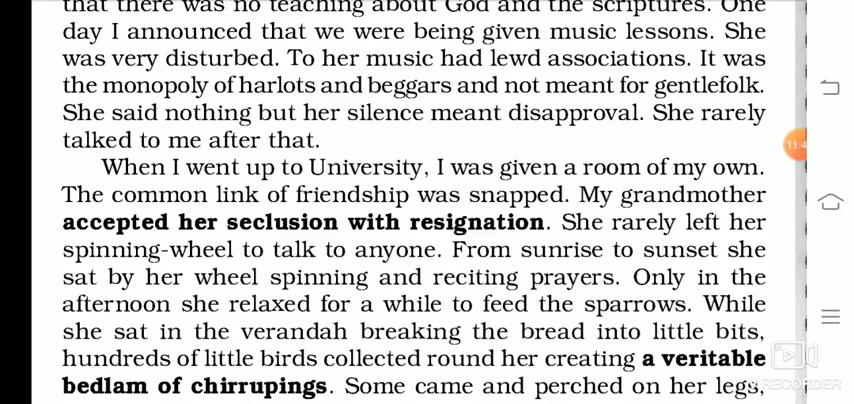 that there was no teaching about God and the scriptures. One
day I announced that we were being given music lessons. She
was very disturbed. To her music had lewd associations. It was
the monopoly of harlots and beggars and not meant for gentlefolk.
She said nothing but her silence meant disapproval. She rarely
talked to me after that.
When I went up to University, I was given a room of my own.
The common link of friendship was snapped. My grandmother
accepted her seclusion with resignation. She rarely left her
spinning-wheel to talk to anyone. From sunrise to sunset she
sat by her wheel spinning and reciting prayers. Only in the
afternoon she relaxed for a while to feed the sparrows. While
she sat in the verandah breaking the bread into little bits,
hundreds of little birds collected round her creating a veritable
bedlam of chirrupings. Some came and perched on her legs,
11:4
RECORDER